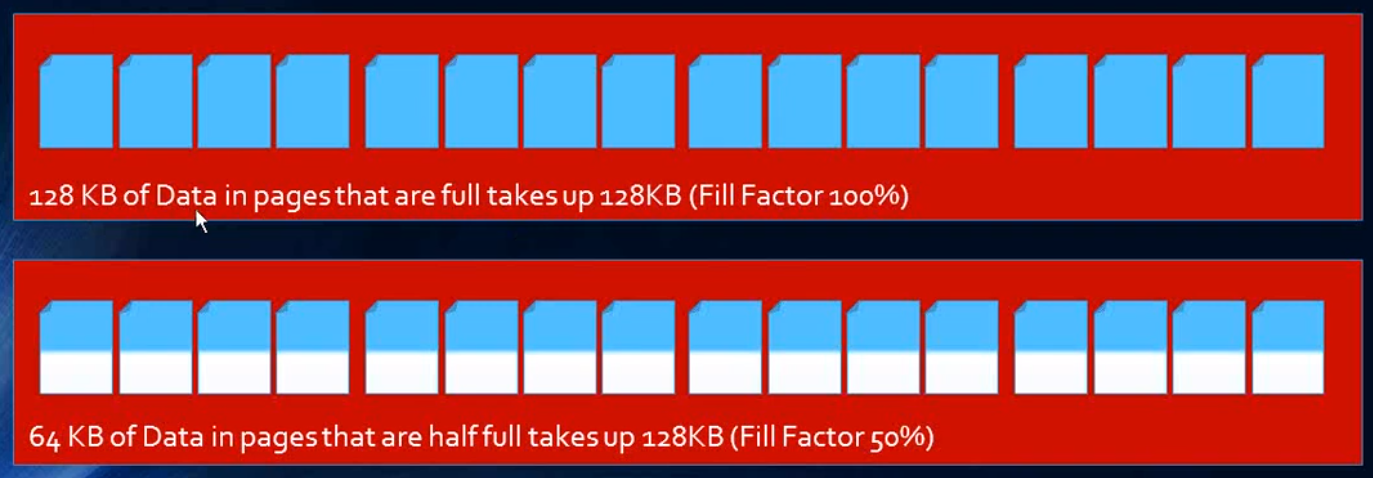 128 KB of Data in pages that are full takes up 128KB (Fill Factor 100%)
64 KB of Data in pages that are half full takes up 128KB (Fill Factor 50%)